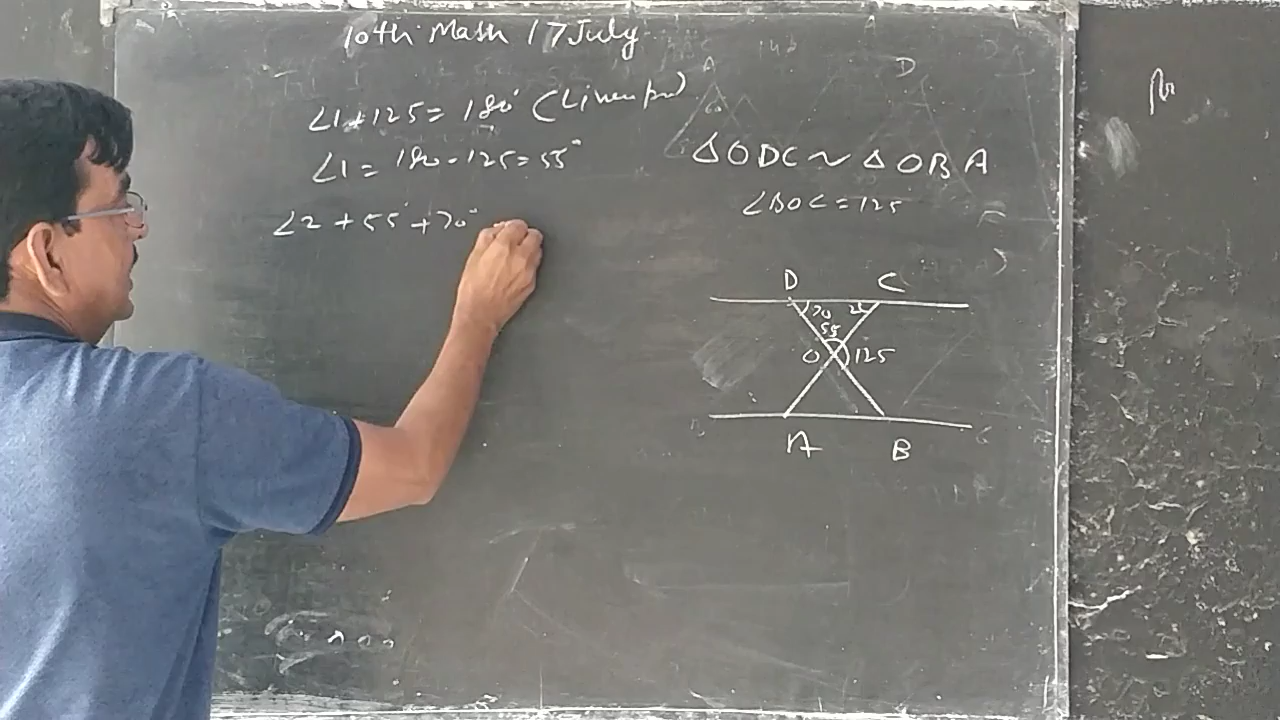 10th Math 17 July
∠1+125=180° (Linear pair)
∠1=180-125=55°
∠2+55°+70°
△ODC~△OBA
∠BOC=125
D C
70
55
O 125
A B